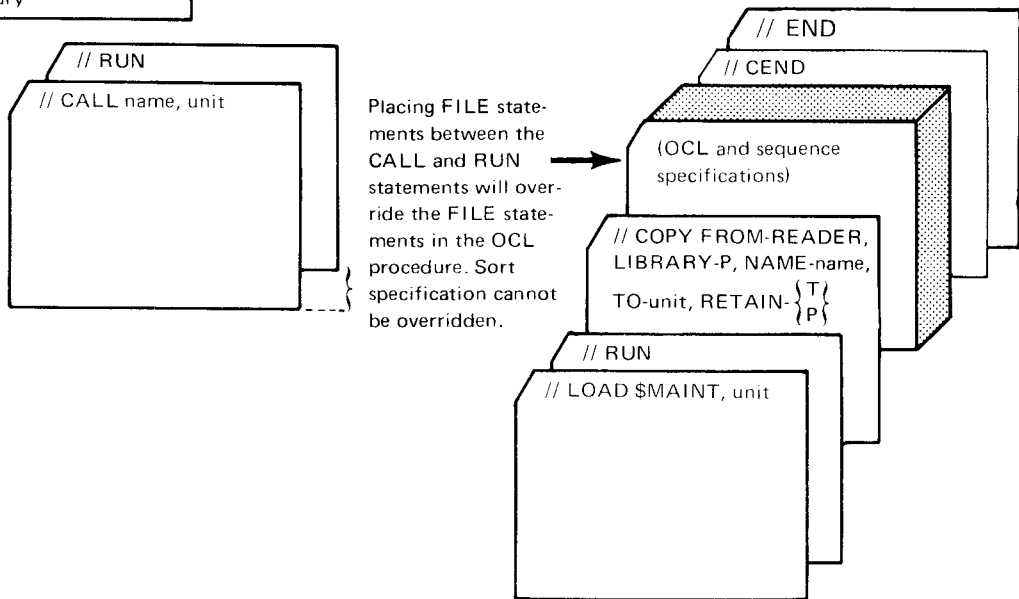 // RUN
// CALL name, unit
Placing FILE state-
ments between the
CALL and RUN
statements will over-
ride the FILE state-
ments in the OCL
procedure. Sort
specification cannot
be overridden.
// END
// CEND
(OCL and sequence
specifications)
// COPY FROM-READER,
LIBRARY-P, NAME-name,
TO-unit, RETAIN- { T
P }
// RUN
// LOAD $MAINT, unit